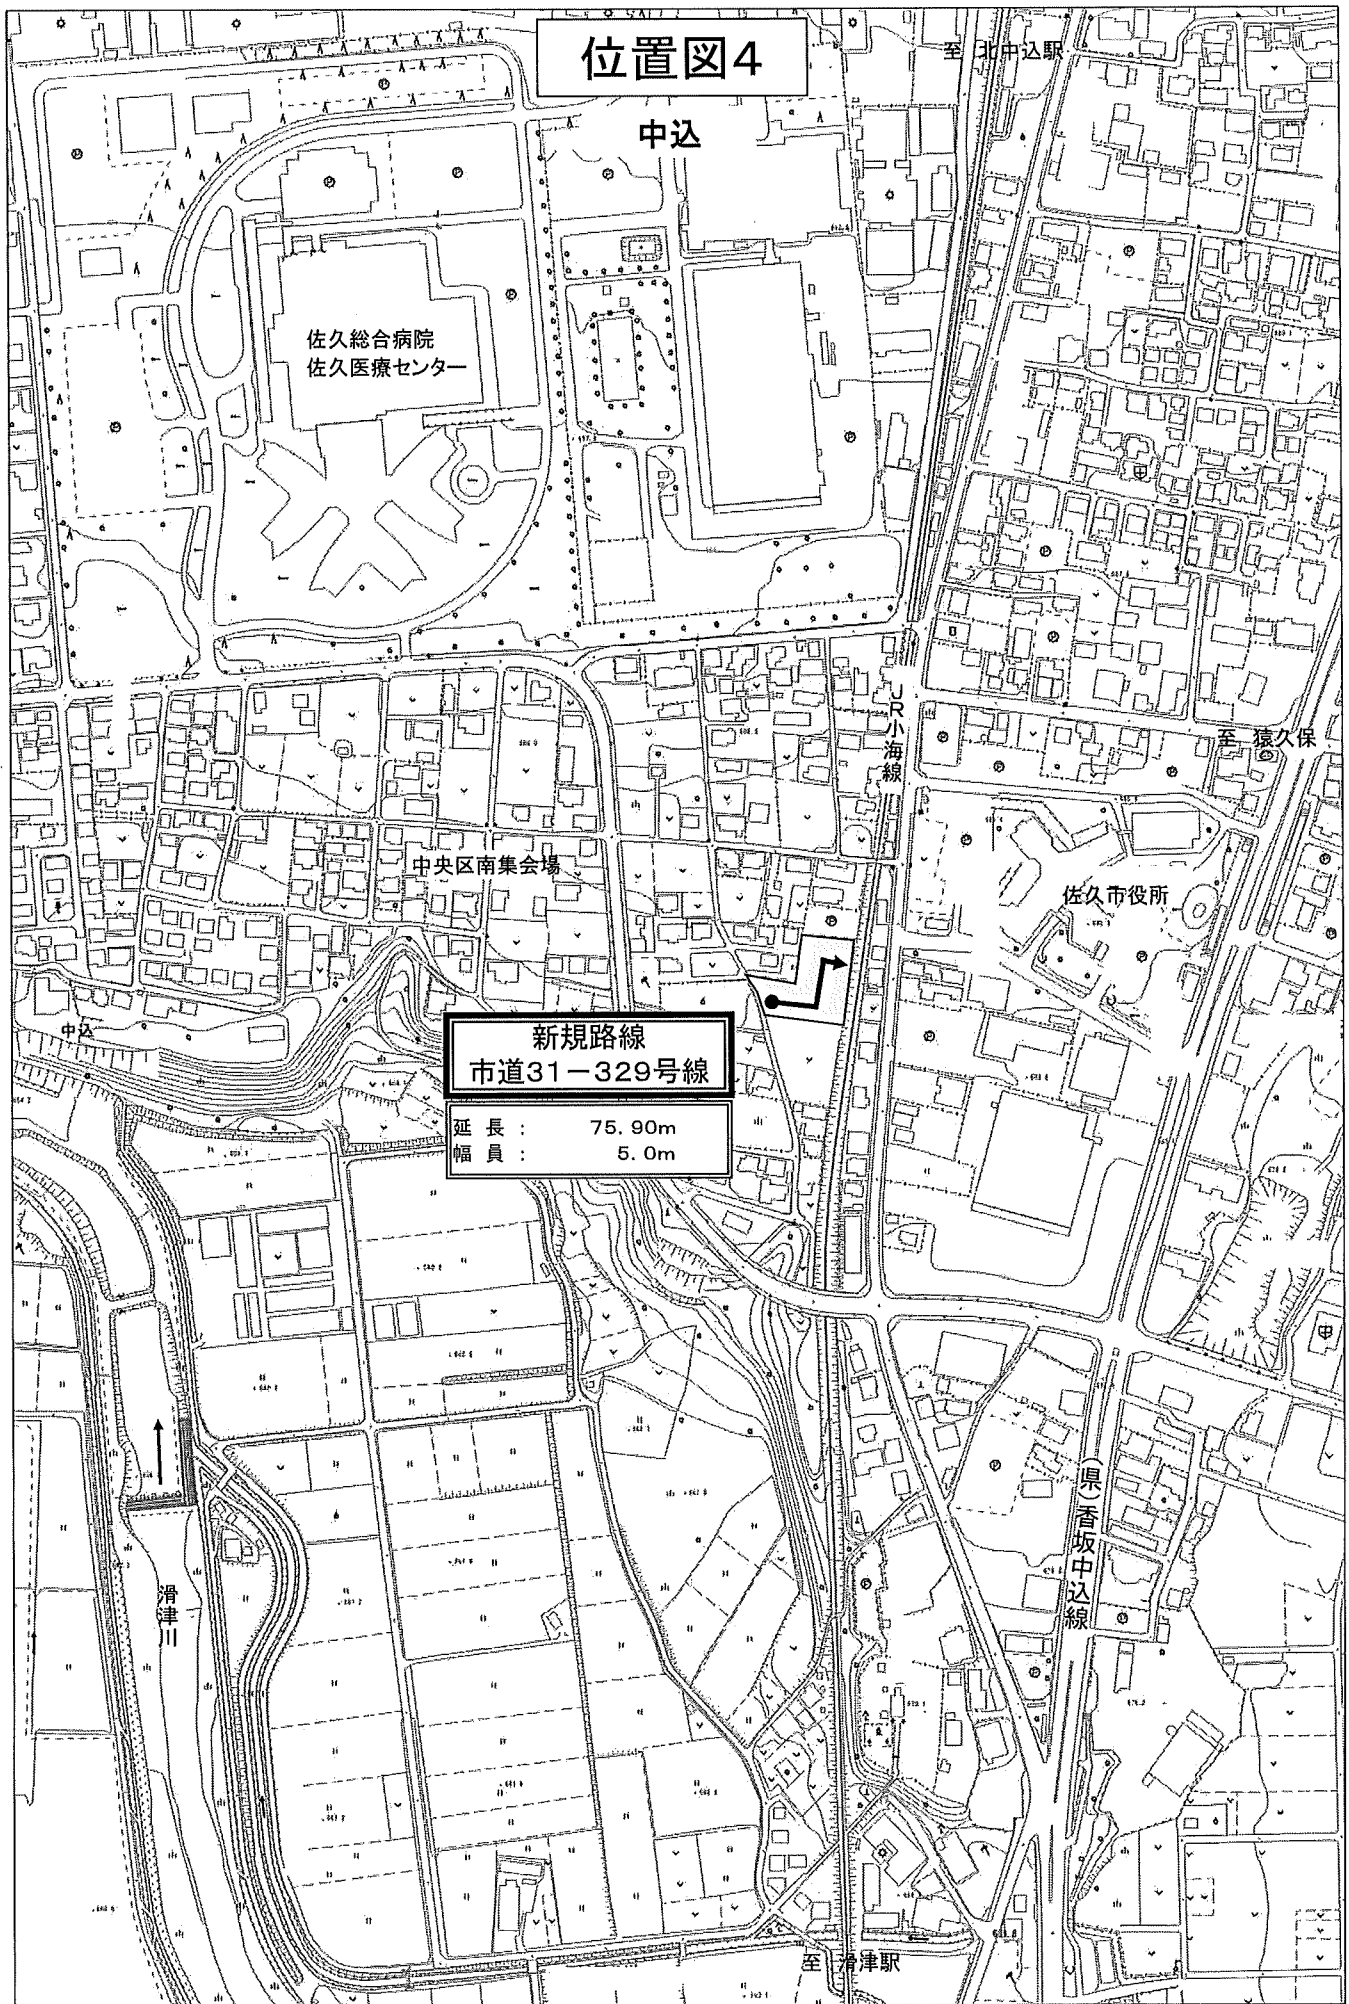 位置図4
至 北中込駅
中込
佐久総合病院
佐久医療センター
JR小海線
至 猿久保
中央区南集会場
佐久市役所
中込
新規路線
市道31－329号線
延 長 : 75.90m
幅 員 : 5.0m
(県)香坂中込線
滑津川
至 滑津駅